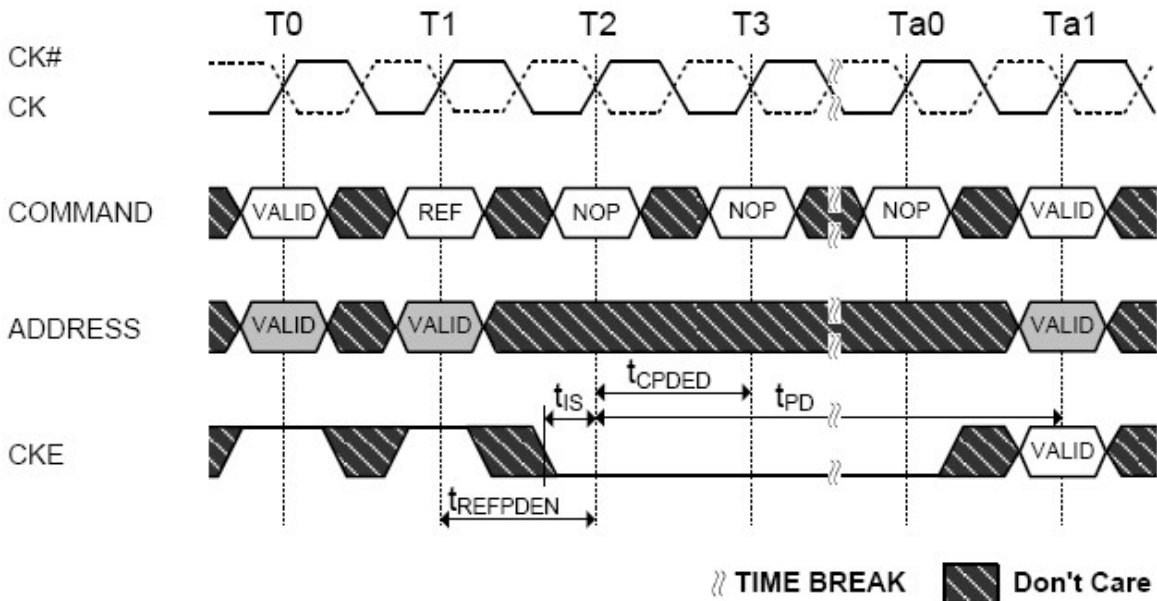 T0 T1 T2 T3 Ta0 Ta1
CK#
CK
COMMAND VALID REF NOP NOP NOP VALID
ADDRESS VALID VALID VALID
tCPDED
tIS tPD
CKE VALID
tREFPDEN
TIME BREAK Don't Care